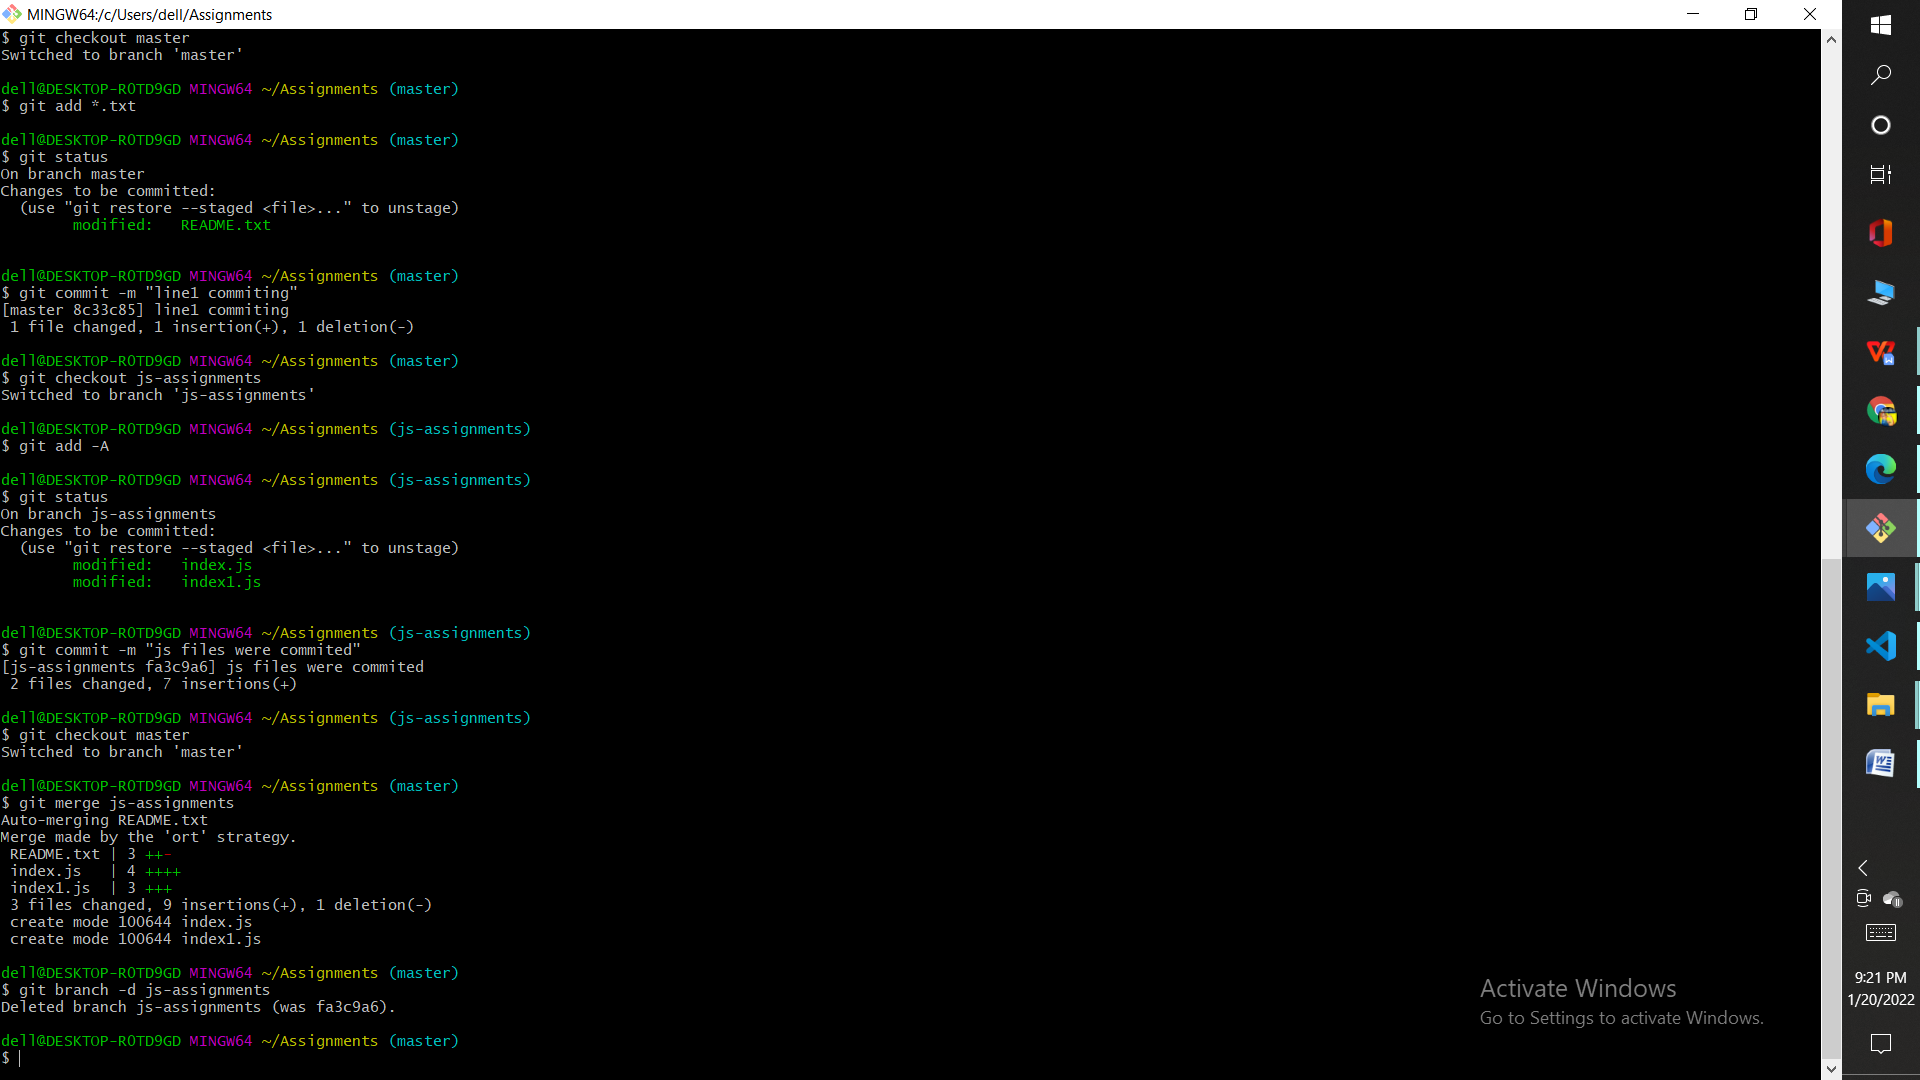 MINGW64:/c/Users/dell/Assignments
$ git checkout master
Switched to branch 'master'
dell@DESKTOP-R0TD9GD MINGW64 ~/Assignments (master)
$ git add *.txt
dell@DESKTOP-R0TD9GD MINGW64 ~/Assignments (master)
$ git status
On branch master
Changes to be committed:
  (use "git restore --staged <file>..." to unstage)
        modified:   README.txt
dell@DESKTOP-R0TD9GD MINGW64 ~/Assignments (master)
$ git commit -m "line1 commiting"
[master 8c33c85] line1 commiting
 1 file changed, 1 insertion(+), 1 deletion(-)
dell@DESKTOP-R0TD9GD MINGW64 ~/Assignments (master)
$ git checkout js-assignments
Switched to branch 'js-assignments'
dell@DESKTOP-R0TD9GD MINGW64 ~/Assignments (js-assignments)
$ git add -A
dell@DESKTOP-R0TD9GD MINGW64 ~/Assignments (js-assignments)
$ git status
On branch js-assignments
Changes to be committed:
  (use "git restore --staged <file>..." to unstage)
        modified:   index.js
        modified:   index1.js
dell@DESKTOP-R0TD9GD MINGW64 ~/Assignments (js-assignments)
$ git commit -m "js files were commited"
[js-assignments fa3c9a6] js files were commited
 2 files changed, 7 insertions(+)
dell@DESKTOP-R0TD9GD MINGW64 ~/Assignments (js-assignments)
$ git checkout master
Switched to branch 'master'
dell@DESKTOP-R0TD9GD MINGW64 ~/Assignments (master)
$ git merge js-assignments
Auto-merging README.txt
Merge made by the 'ort' strategy.
 README.txt | 3 ++-
 index.js   | 4 ++++
 index1.js  | 3 +++
 3 files changed, 9 insertions(+), 1 deletion(-)
 create mode 100644 index.js
 create mode 100644 index1.js
dell@DESKTOP-R0TD9GD MINGW64 ~/Assignments (master)
$ git branch -d js-assignments
Deleted branch js-assignments (was fa3c9a6).
dell@DESKTOP-R0TD9GD MINGW64 ~/Assignments (master)
$
Activate Windows
Go to Settings to activate Windows.
9:21 PM
1/20/2022